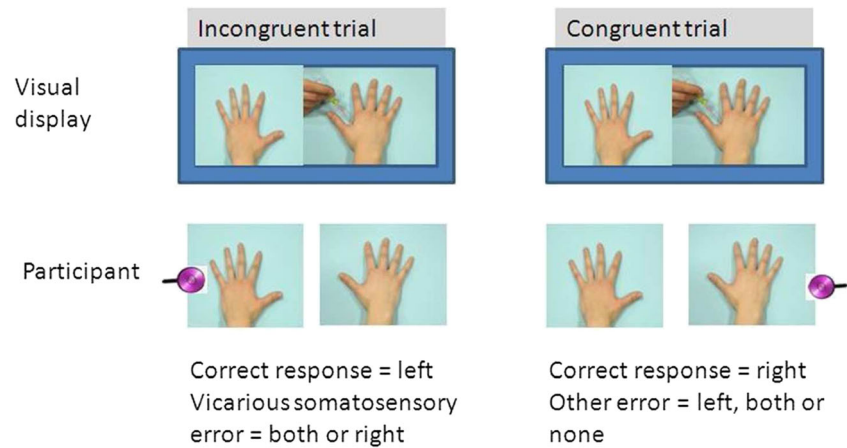 Incongruent trial
Congruent trial
Visual
display
Participant
Correct response = left
Vicarious somatosensory
error = both or right
Correct response = right
Other error = left, both or
none